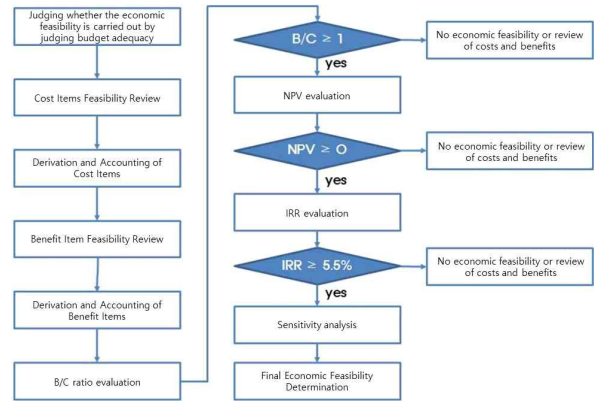 Judging whether the economic
feasibility is carried out by
judging budget adequacy
Cost Items Feasibility Review
Derivation and Accounting of
Cost Items
Benefit Item Feasibility Review
Derivation and Accounting of
Benefit Items
B/C ratio evaluation
B/C ≥ 1
No economic feasibility or review
of costs and benefits
yes
NPV evaluation
NPV ≥ O
No economic feasibility or review
of costs and benefits
yes
IRR evaluation
IRR ≥ 5.5%
No economic feasibility or review
of costs and benefits
yes
Sensitivity analysis
Final Economic Feasibility
Determination